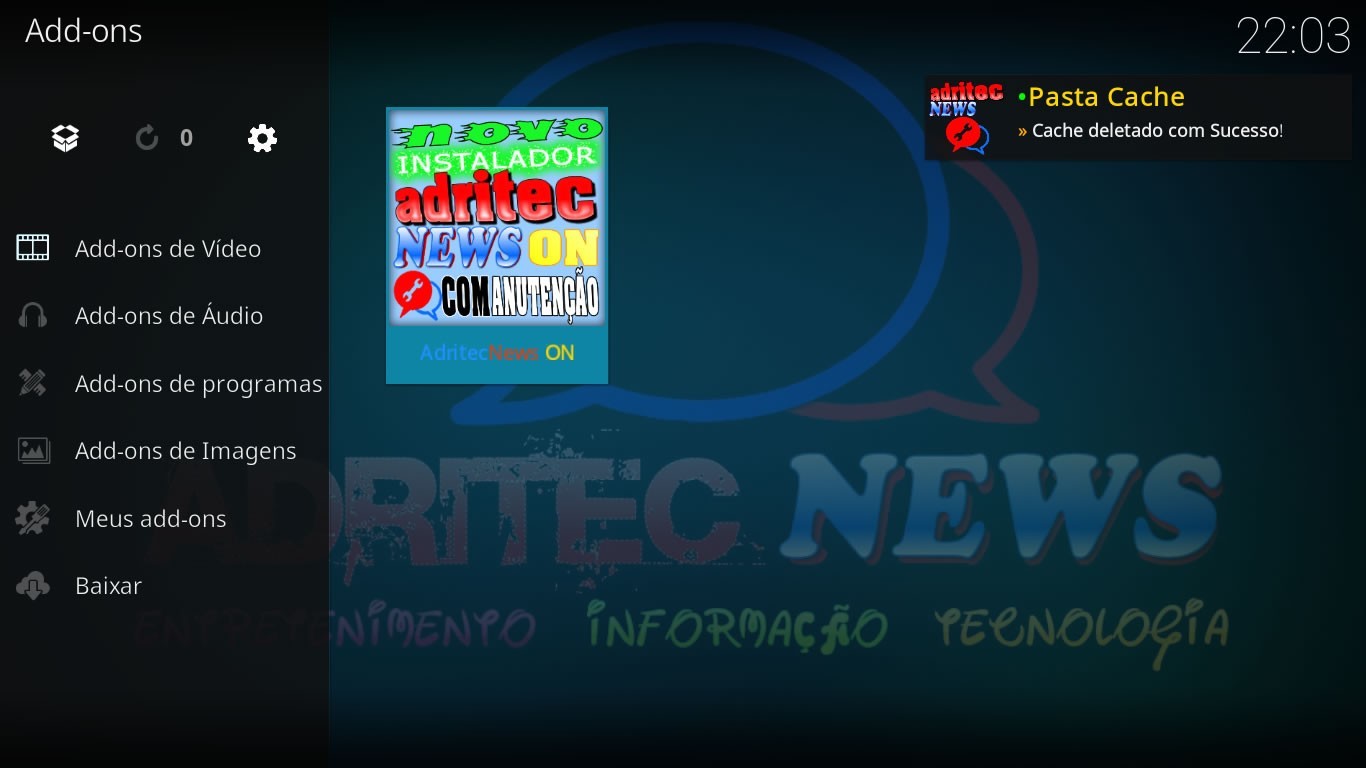 Add-ons
22:03
0
•Pasta Cache
» Cache deletado com Sucesso!
adritec
NEWS
novo
INSTALADOR
adritec
NEWS ON
COMANUTENÇÃO
AdritecNews ON
Add-ons de Vídeo
Add-ons de Áudio
Add-ons de programas
Add-ons de Imagens
Meus add-ons
Baixar
ADRITEC NEWS
ENTRETENIMENTO INFORMAÇÃO TECNOLOGIA